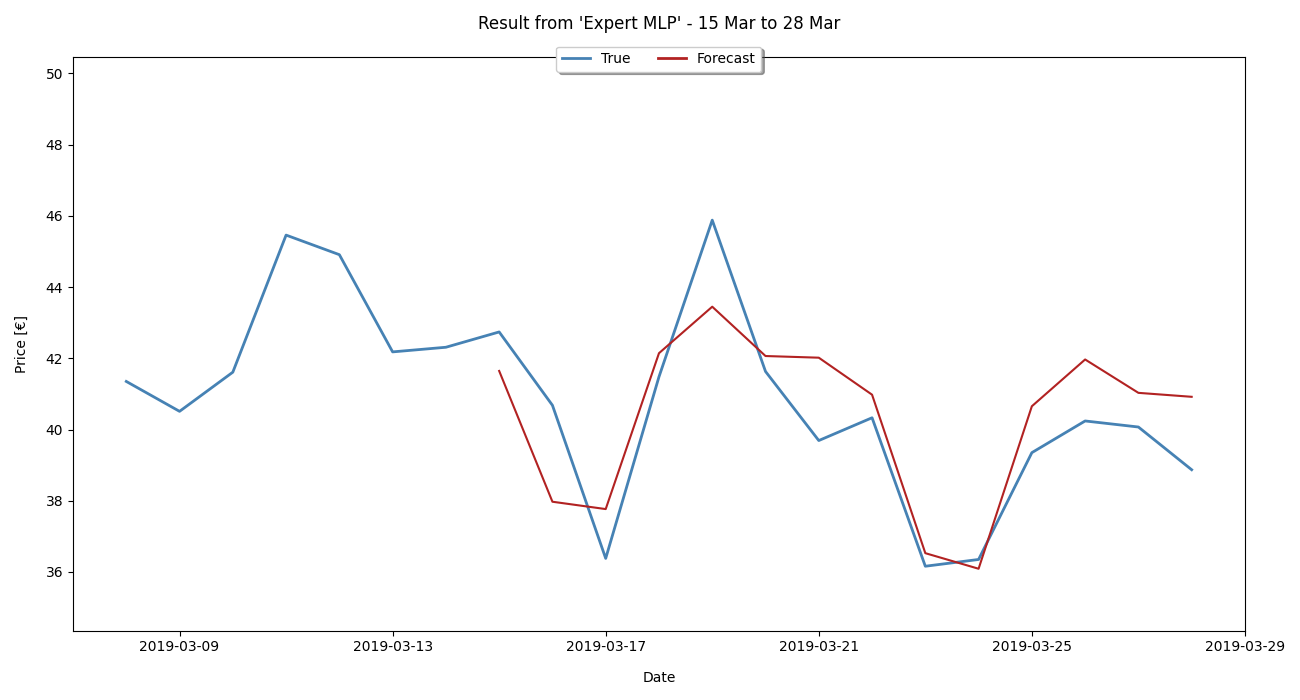 Result from 'Expert MLP' - 15 Mar to 28 Mar
True Forecast
50
48
46
44
42
40
38
36
Price [€]
2019-03-09 2019-03-13 2019-03-17 2019-03-21 2019-03-25 2019-03-29
Date